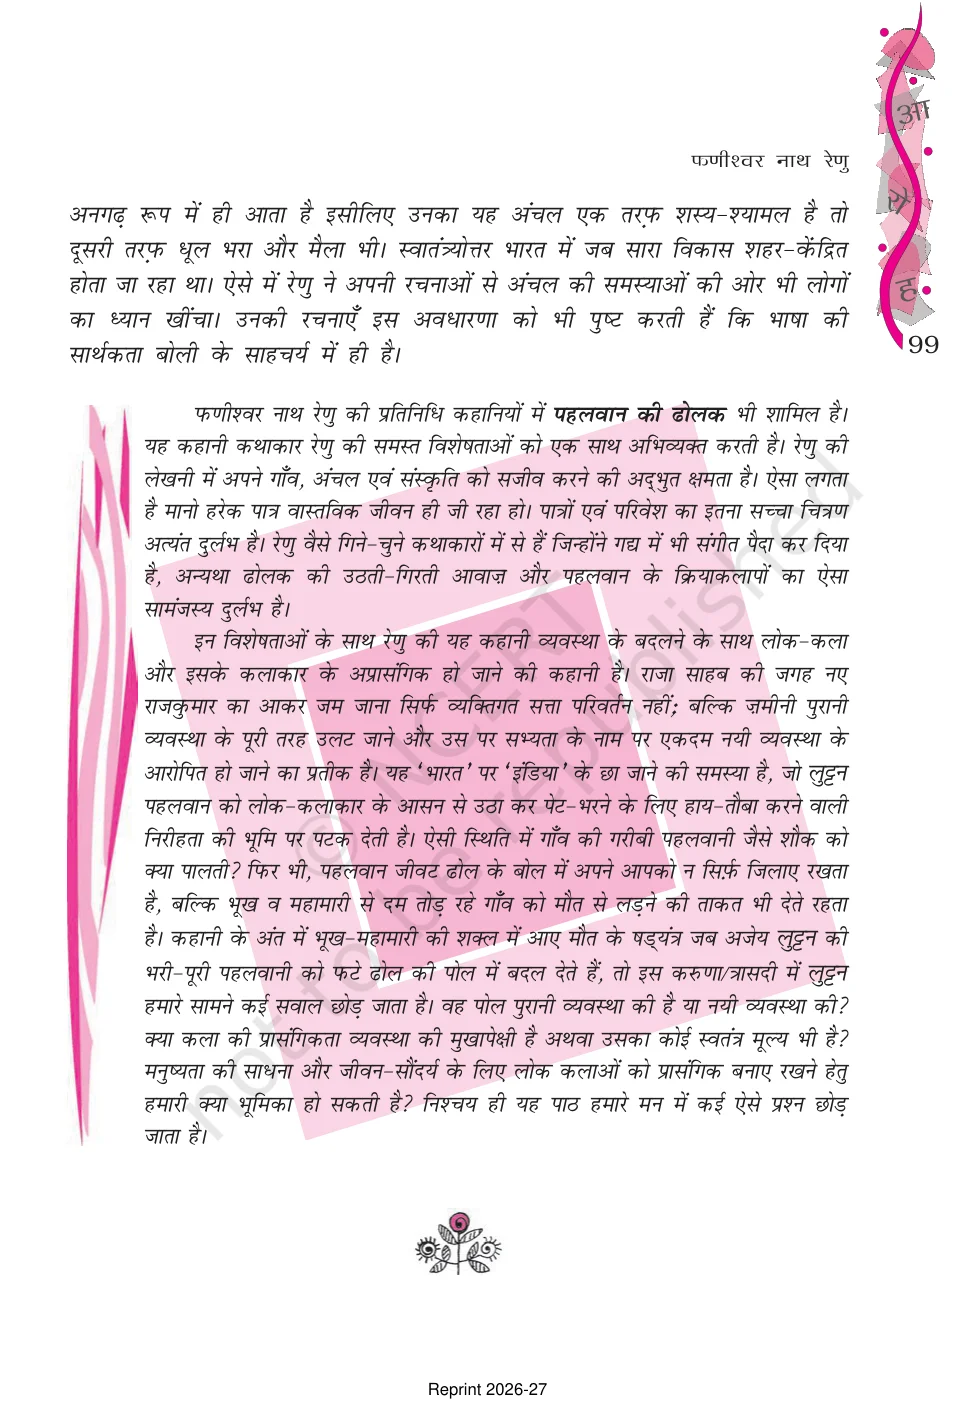 फणीश्वर नाथ रेणु
आ
रो
ह
99
अनगढ़ रूप में ही आता है इसीलिए उनका यह अंचल एक तरफ़ शस्य-श्यामल है तो
दूसरी तरफ़ धूल भरा और मैला भी। स्वातंत्र्योत्तर भारत में जब सारा विकास शहर-केंद्रित
होता जा रहा था। ऐसे में रेणु ने अपनी रचनाओं से अंचल की समस्याओं की ओर भी लोगों
का ध्यान खींचा। उनकी रचनाएँ इस अवधारणा को भी पुष्ट करती हैं कि भाषा की
सार्थकता बोली के साहचर्य में ही है।
फणीश्वर नाथ रेणु की प्रतिनिधि कहानियों में पहलवान की ढोलक भी शामिल है।
यह कहानी कथाकार रेणु की समस्त विशेषताओं को एक साथ अभिव्यक्त करती है। रेणु की
लेखनी में अपने गाँव, अंचल एवं संस्कृति को सजीव करने की अद्भुत क्षमता है। ऐसा लगता
है मानो हरेक पात्र वास्तविक जीवन ही जी रहा हो। पात्रों एवं परिवेश का इतना सच्चा चित्रण
अत्यंत दुर्लभ है। रेणु वैसे गिने-चुने कथाकारों में से हैं जिन्होंने गद्य में भी संगीत पैदा कर दिया
है, अन्यथा ढोलक की उठती-गिरती आवाज़ और पहलवान के क्रियाकलापों का ऐसा
सामंजस्य दुर्लभ है।
इन विशेषताओं के साथ रेणु की यह कहानी व्यवस्था के बदलने के साथ लोक-कला
और इसके कलाकार के अप्रासंगिक हो जाने की कहानी है। राजा साहब की जगह नए
राजकुमार का आकर जम जाना सिर्फ़ व्यक्तिगत सत्ता परिवर्तन नहीं; बल्कि ज़मीनी पुरानी
व्यवस्था के पूरी तरह उलट जाने और उस पर सभ्यता के नाम पर एकदम नयी व्यवस्था के
आरोपित हो जाने का प्रतीक है। यह ‘भारत’ पर ‘इंडिया’ के छा जाने की समस्या है, जो लुट्टन
पहलवान को लोक-कलाकार के आसन से उठा कर पेट-भरने के लिए हाय-तौबा करने वाली
निरीहता की भूमि पर पटक देती है। ऐसी स्थिति में गाँव की गरीबी पहलवानी जैसे शौक को
क्या पालती? फिर भी, पहलवान जीवट ढोल के बोल में अपने आपको न सिर्फ़ जिलाए रखता
है, बल्कि भूख व महामारी से दम तोड़ रहे गाँव को मौत से लड़ने की ताकत भी देते रहता
है। कहानी के अंत में भूख-महामारी की शक्ल में आए मौत के षड्यंत्र जब अजेय लुट्टन की
भरी-पूरी पहलवानी को फटे ढोल की पोल में बदल देते हैं, तो इस करुणा/त्रासदी में लुट्टन
हमारे सामने कई सवाल छोड़ जाता है। वह पोल पुरानी व्यवस्था की है या नयी व्यवस्था की?
क्या कला की प्रासंगिकता व्यवस्था की मुखापेक्षी है अथवा उसका कोई स्वतंत्र मूल्य भी है?
मनुष्यता की साधना और जीवन-सौंदर्य के लिए लोक कलाओं को प्रासंगिक बनाए रखने हेतु
हमारी क्या भूमिका हो सकती है? निश्चय ही यह पाठ हमारे मन में कई ऐसे प्रश्न छोड़
जाता है।
© NCERT
not to be republished
Reprint 2026-27